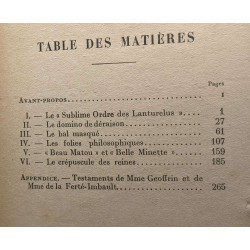 TABLE DES MATIÈRES
Pages
AVANT-PROPOS. I
I. — Le « Sublime Ordre des Lanturelus ». 1
II. — Le domino de déraison. 27
III. — Le bal masqué. 61
IV. — Les folies philosophiques. 107
V. — « Beau Matou » et « Belle Minette ». 159
VI. — Le crépuscule des reines. 185
APPENDICE. — Testaments de Mme Geoffrin et de
Mme de la Ferté-Imbault. 265